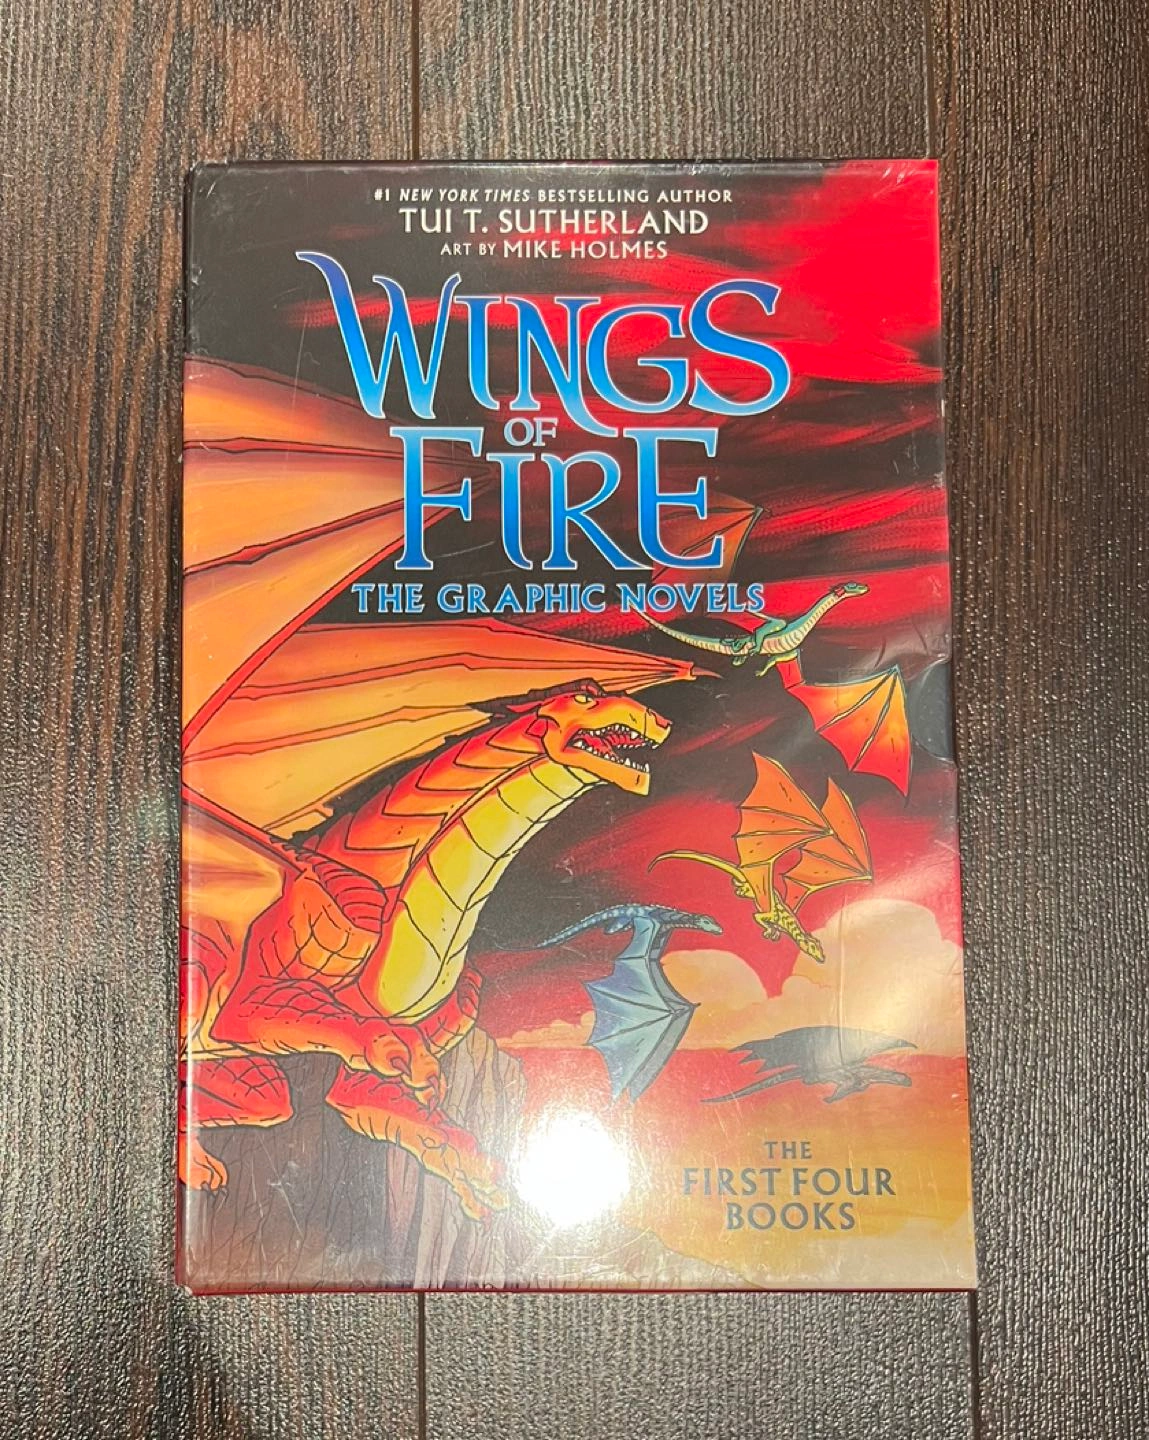 #1 NEW YORK TIMES BESTSELLING AUTHOR
TUI T. SUTHERLAND
ART BY MIKE HOLMES
WINGS
OF
FIRE
THE GRAPHIC NOVELS
THE
FIRST FOUR
BOOKS